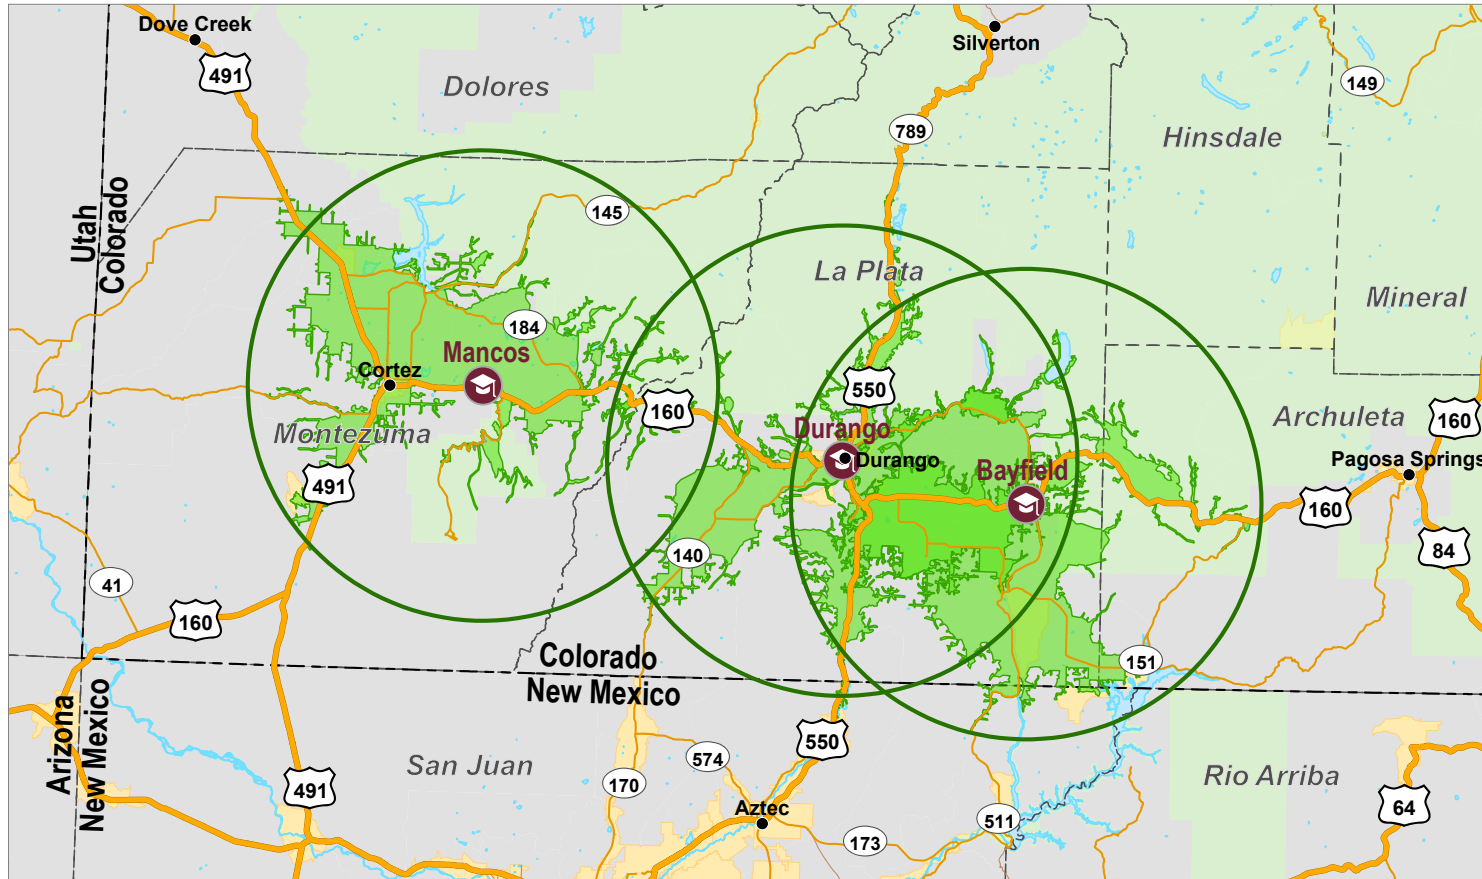 Dove Creek
Silverton
491
Dolores
149
789
Hinsdale
Utah
Colorado
145
La Plata
Mineral
184
Mancos
Cortez
550
160
Archuleta
160
Montezuma
Durango
Durango
Bayfield
Pagosa Springs
491
160
140
84
41
160
Colorado
New Mexico
151
Arizona
New Mexico
550
San Juan
574
Rio Arriba
170
491
Aztec
64
511
173